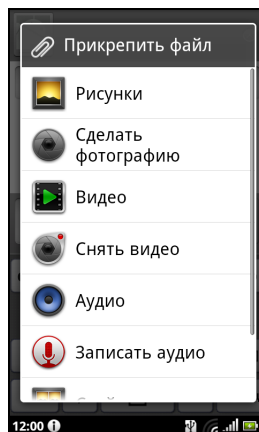 Прикрепить файл
Рисунки
Сделать
фотографию
Видео
Снять видео
Аудио
Записать аудио
12:00